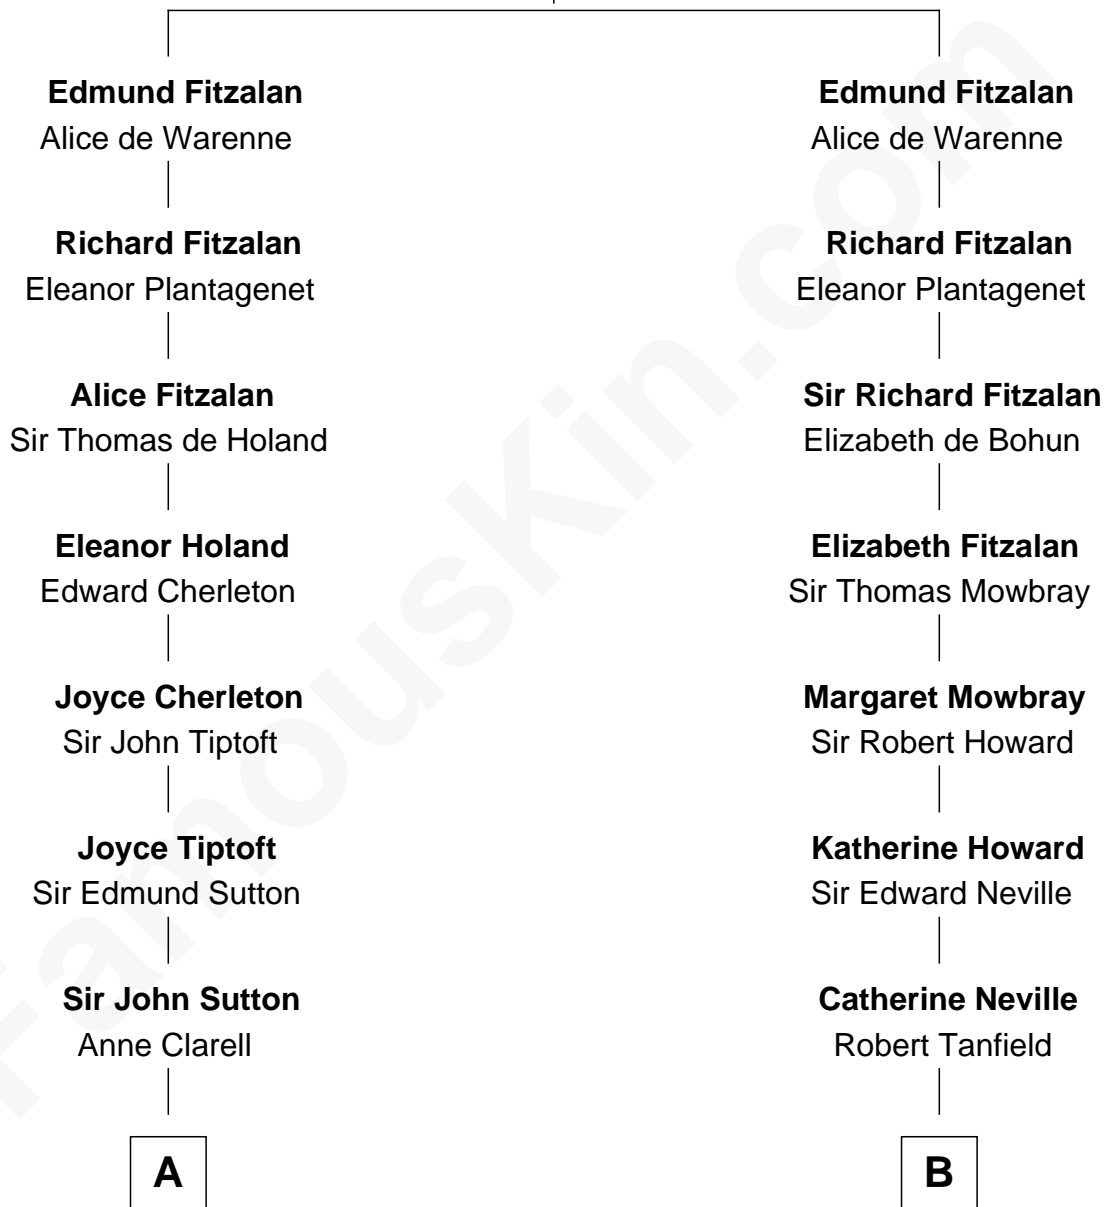 Edmund Fitzalan
Alice de Warenne
Richard Fitzalan
Eleanor Plantagenet
Alice Fitzalan
Sir Thomas de Holand
Eleanor Holand
Edward Cherleton
Joyce Cherleton
Sir John Tiptoft
Joyce Tiptoft
Sir Edmund Sutton
Sir John Sutton
Anne Clarell
A
Edmund Fitzalan
Alice de Warenne
Richard Fitzalan
Eleanor Plantagenet
Sir Richard Fitzalan
Elizabeth de Bohun
Elizabeth Fitzalan
Sir Thomas Mowbray
Margaret Mowbray
Sir Robert Howard
Katherine Howard
Sir Edward Neville
Catherine Neville
Robert Tanfield
B
FamousKin.com